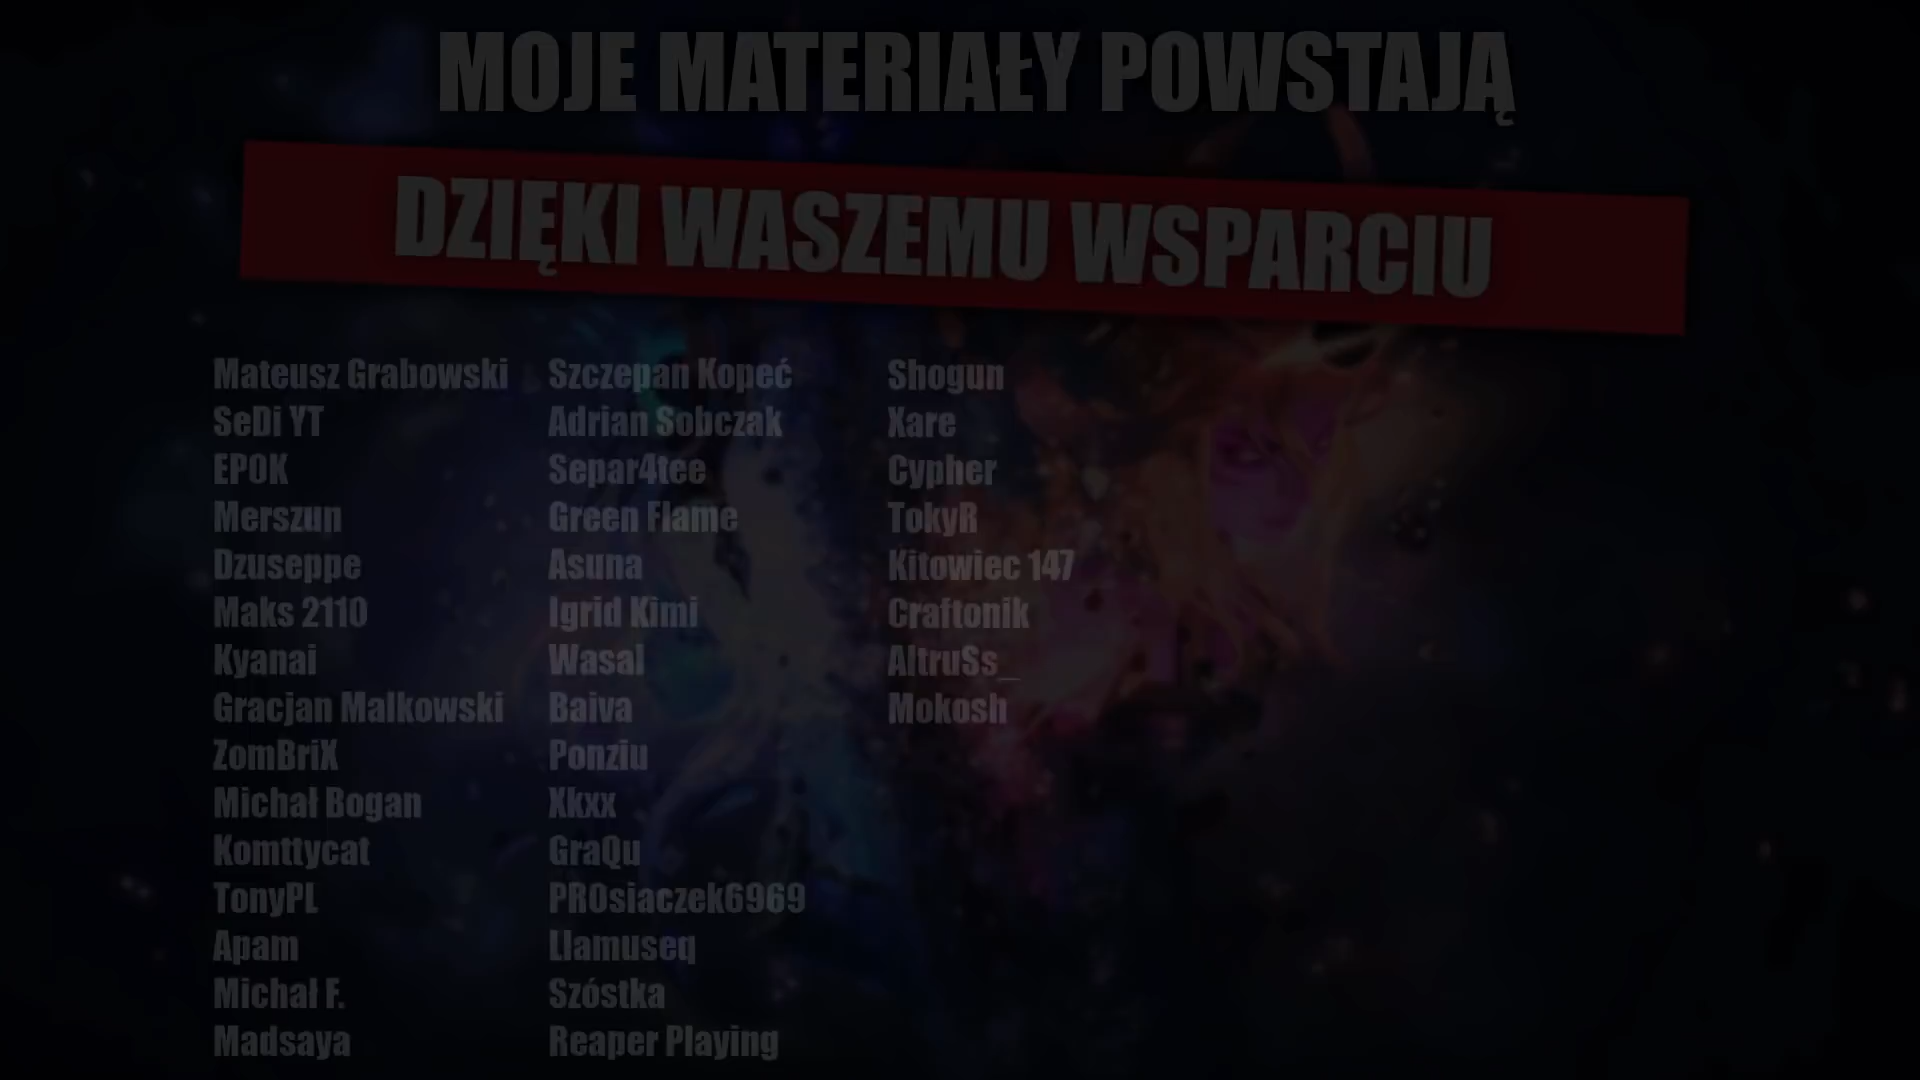 MOJE MATERIAŁY POWSTAJĄ
DZIĘKI WASZEMU WSPARCIU
Mateusz Grabowski
SeDi YT
EPOK
Merszun
Dzuseppe
Maks 2110
Kyanai
Gracjan Malkowski
ZomBriX
Michał Bogan
Komttycat
TonyPL
Apam
Michał F.
Madsaya
Szczepan Kopeć
Adrian Sobczak
Separ4tee
Green Flame
Asuna
Igrid Kimi
Wasal
Baiva
Ponziu
Xkxx
GraQu
PROsiaczek6969
Llamuseq
Szóstka
Reaper Playing
Shogun
Xare
Cypher
TokyR
Kitowiec 147
Craftonik
AltruSs_
Mokosh